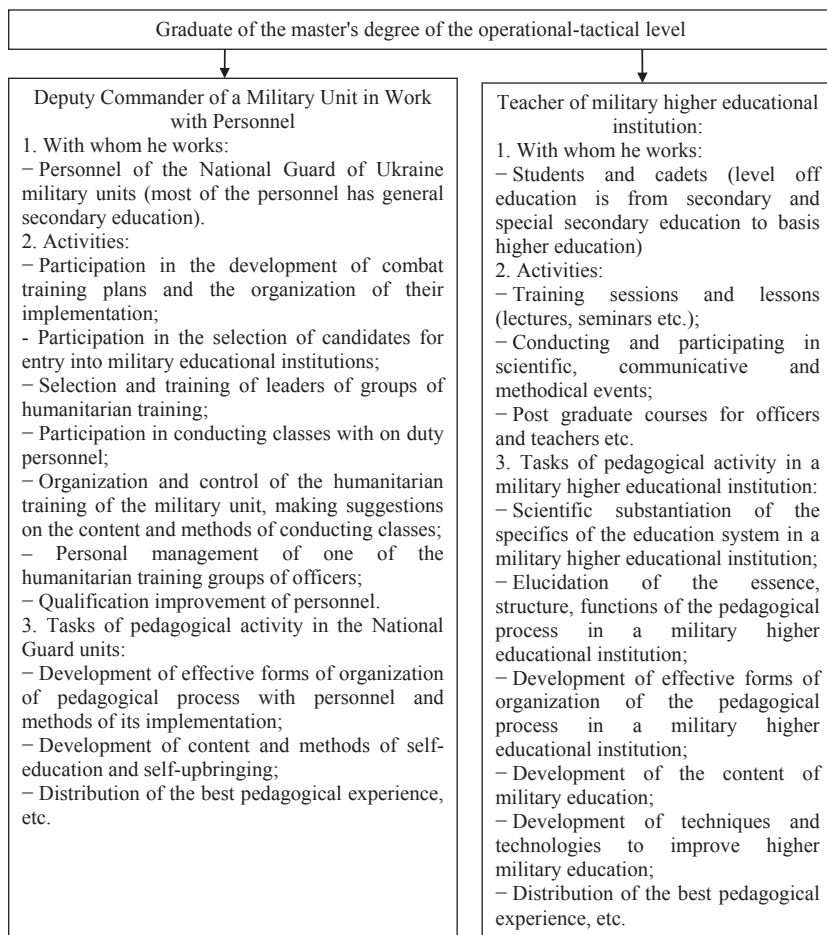 Graduate of the master's degree of the operational-tactical level
Deputy Commander of a Military Unit in Work
with Personnel
1. With whom he works:
− Personnel of the National Guard of Ukraine
military units (most of the personnel has general
secondary education).
2. Activities:
− Participation in the development of combat
training plans and the organization of their
implementation;
- Participation in the selection of candidates for
entry into military educational institutions;
− Selection and training of leaders of groups of
humanitarian training;
− Participation in conducting classes with on duty
personnel;
− Organization and control of the humanitarian
training of the military unit, making suggestions
on the content and methods of conducting classes;
– Personal management of one of the
humanitarian training groups of officers;
− Qualification improvement of personnel.
3. Tasks of pedagogical activity in the National
Guard units:
− Development of effective forms of organization
of pedagogical process with personnel and
methods of its implementation;
− Development of content and methods of self-
education and self-upbringing;
− Distribution of the best pedagogical experience,
etc.
Teacher of military higher educational
institution:
1. With whom he works:
− Students and cadets (level off
education is from secondary and
special secondary education to basis
higher education)
2. Activities:
− Training sessions and lessons
(lectures, seminars etc.);
− Conducting and participating in
scientific, communicative and
methodical events;
− Post graduate courses for officers
and teachers etc.
3. Tasks of pedagogical activity in a
military higher educational institution:
− Scientific substantiation of the
specifics of the education system in a
military higher educational institution;
− Elucidation of the essence,
structure, functions of the pedagogical
process in a military higher
educational institution;
− Development of effective forms of
organization of the pedagogical
process in a military higher
educational institution;
− Development of the content of
military education;
− Development of techniques and
technologies to improve higher
military education;
− Distribution of the best pedagogical
experience, etc.